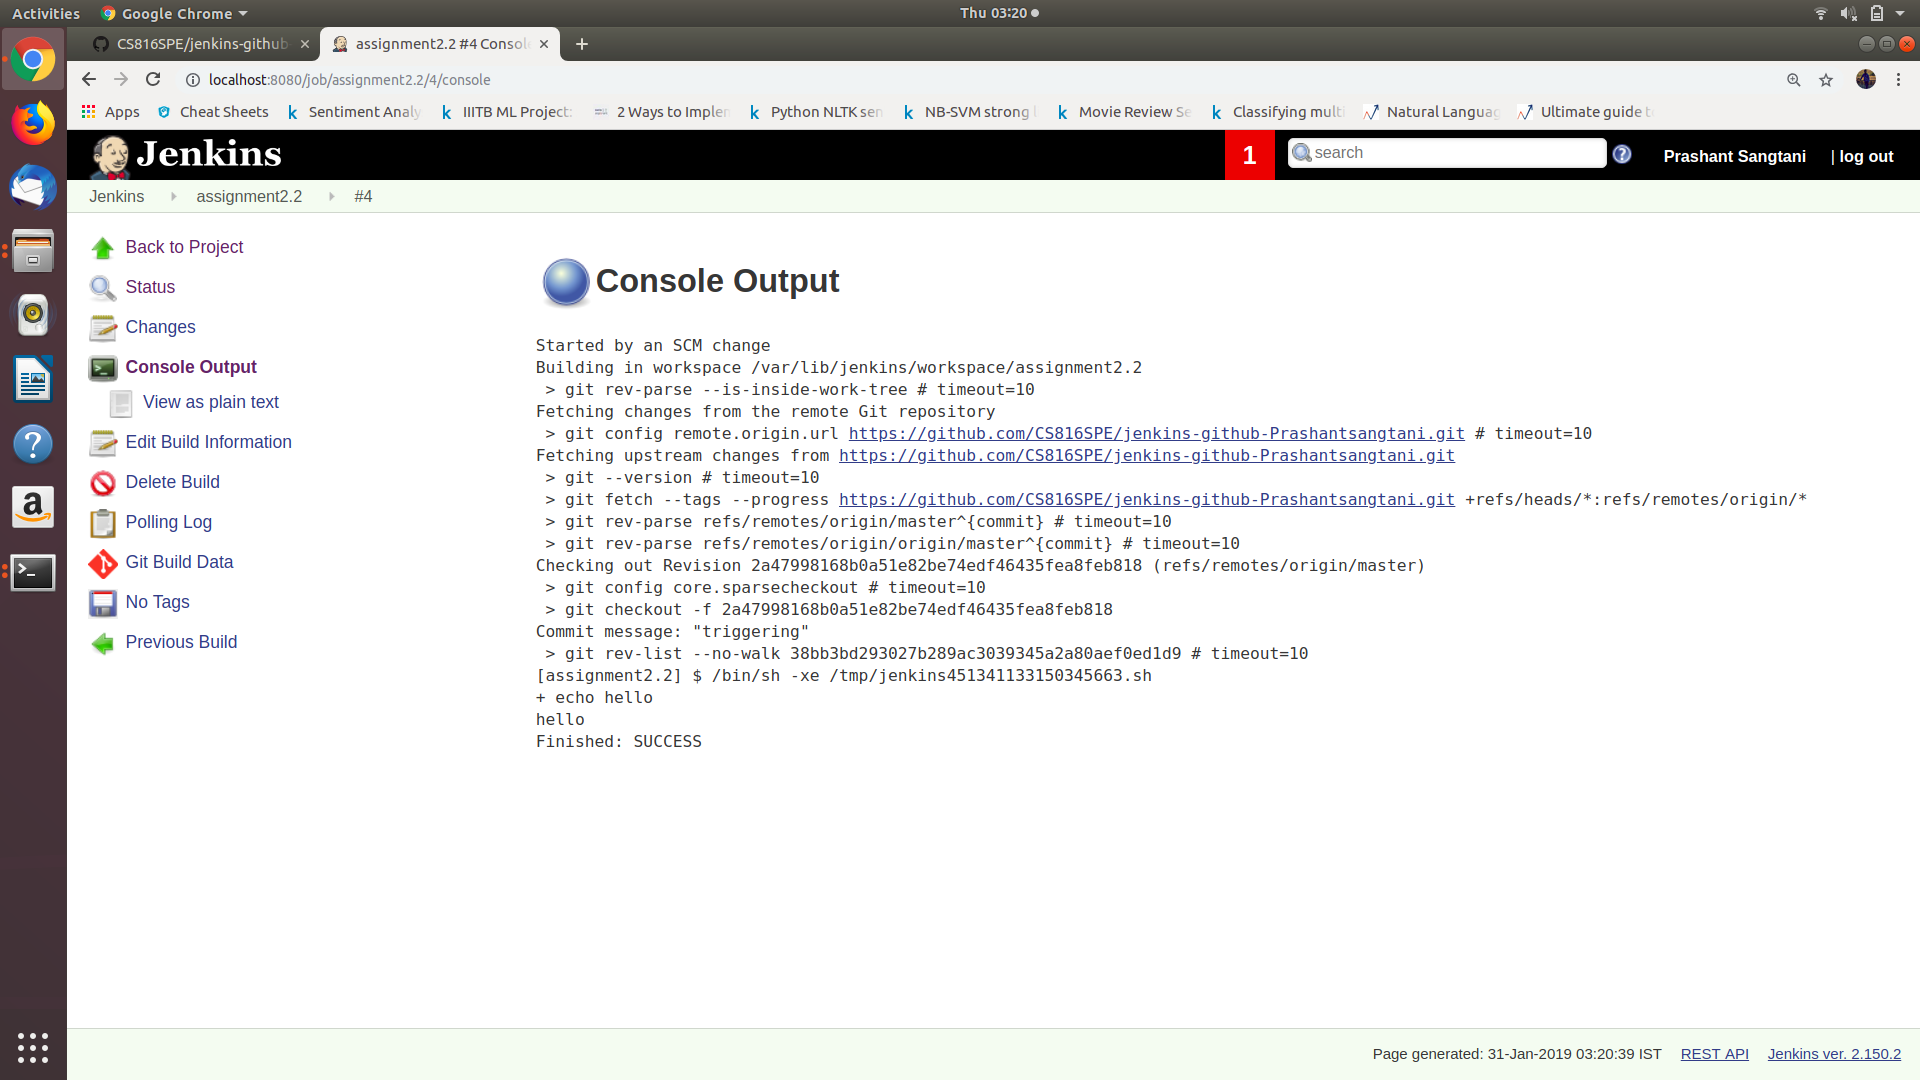 Activities
Google Chrome
Thu 03:20
CS816SPE/jenkins-github
assignment2.2 #4 Consol
localhost:8080/job/assignment2.2/4/console
Apps
Cheat Sheets
Sentiment Analy
IIITB ML Project:
2 Ways to Implem
Python NLTK sen
NB-SVM strong
Movie Review Se
Classifying multi
Natural Languag
Ultimate guide t
Jenkins
1
search
Prashant Sangtani
| log out
Jenkins
assignment2.2
#4
Back to Project
Status
Changes
Console Output
View as plain text
Edit Build Information
Delete Build
Polling Log
Git Build Data
No Tags
Previous Build
Console Output
Started by an SCM change
Building in workspace /var/lib/jenkins/workspace/assignment2.2
> git rev-parse --is-inside-work-tree # timeout=10
Fetching changes from the remote Git repository
> git config remote.origin.url https://github.com/CS816SPE/jenkins-github-Prashantsangtani.git # timeout=10
Fetching upstream changes from https://github.com/CS816SPE/jenkins-github-Prashantsangtani.git
> git --version # timeout=10
> git fetch --tags --progress https://github.com/CS816SPE/jenkins-github-Prashantsangtani.git +refs/heads/*:refs/remotes/origin/*
> git rev-parse refs/remotes/origin/master^{commit} # timeout=10
> git rev-parse refs/remotes/origin/origin/master^{commit} # timeout=10
Checking out Revision 2a47998168b0a51e82be74edf46435fea8feb818 (refs/remotes/origin/master)
> git config core.sparsecheckout # timeout=10
> git checkout -f 2a47998168b0a51e82be74edf46435fea8feb818
Commit message: "triggering"
> git rev-list --no-walk 38bb3bd293027b289ac3039345a2a80aef0ed1d9 # timeout=10
[assignment2.2] $ /bin/sh -xe /tmp/jenkins451341133150345663.sh
+ echo hello
hello
Finished: SUCCESS
Page generated: 31-Jan-2019 03:20:39 IST
REST API
Jenkins ver. 2.150.2